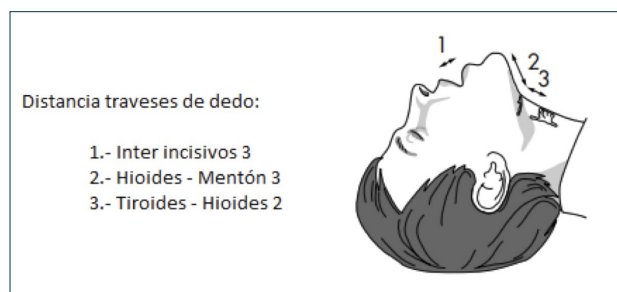 Distancia traveses de dedo:
1.- Inter incisivos 3
2.- Hioides - Mentón 3
3.- Tiroides - Hioides 2
1
2
3